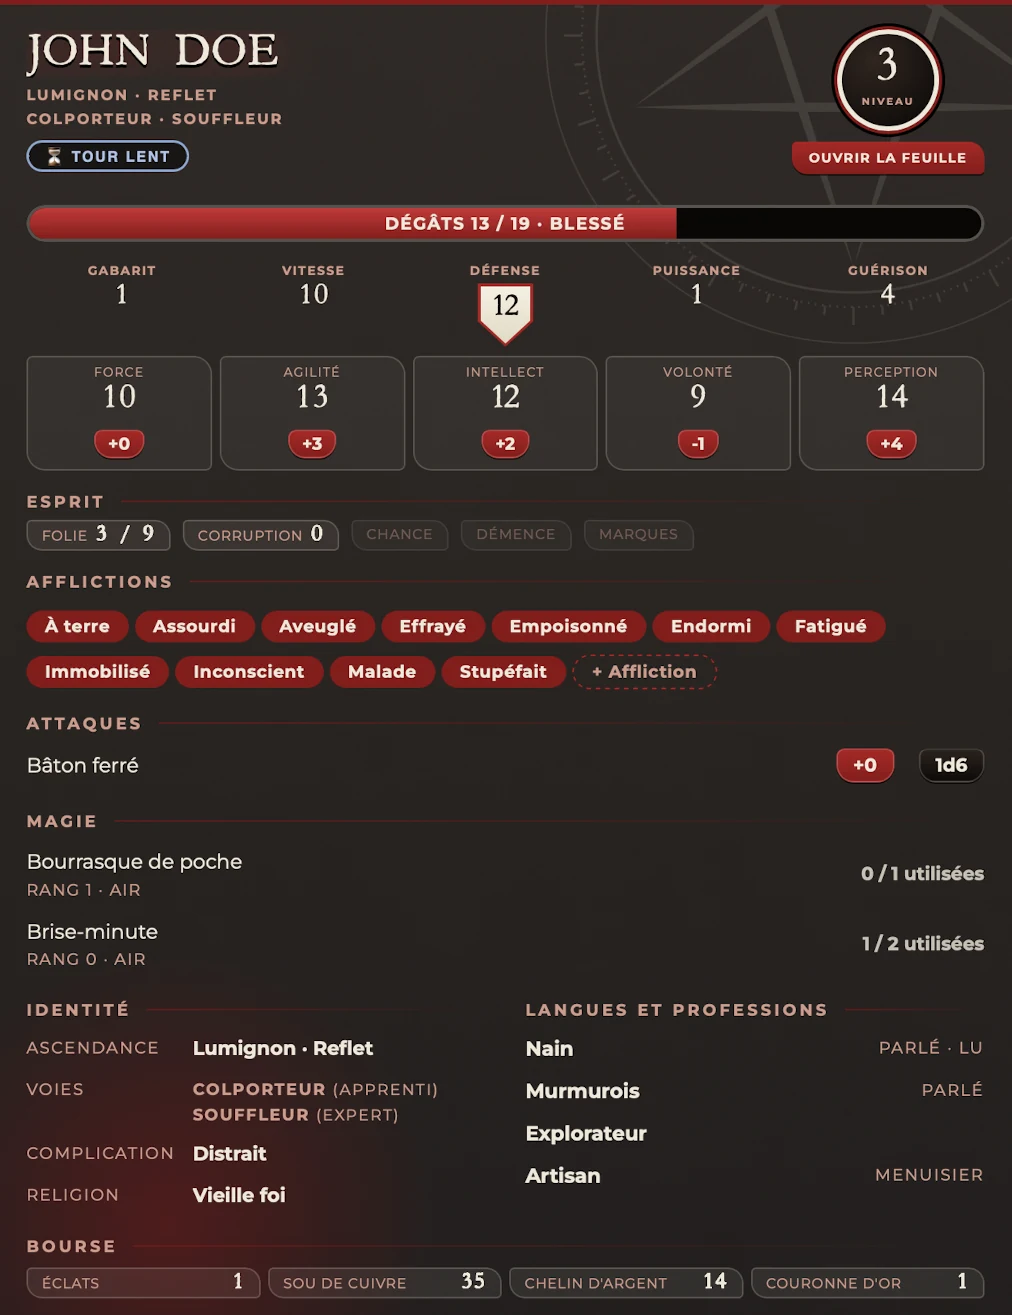 JOHN DOE
LUMIGNON · REFLET
COLPORTEUR · SOUFFLEUR
⏳ TOUR LENT
3
NIVEAU
OUVRIR LA FEUILLE
DÉGÂTS 13 / 19 · BLESSÉ
GABARIT VITESSE DÉFENSE PUISSANCE GUÉRISON
1 10 12 1 4
FORCE AGILITÉ INTELLECT VOLONTÉ PERCEPTION
10 13 12 9 14
+0 +3 +2 -1 +4
ESPRIT
FOLIE 3 / 9 CORRUPTION 0 CHANCE DÉMENCE MARQUES
AFFLICTIONS
À terre Assourdi Aveuglé Effrayé Empoisonné Endormi Fatigué
Immobilisé Inconscient Malade Stupéfait + Affliction
ATTAQUES
Bâton ferré +0 1d6
MAGIE
Bourrasque de poche
RANG 1 · AIR
0 / 1 utilisées
Brise-minute
RANG 0 · AIR
1 / 2 utilisées
IDENTITÉ
ASCENDANCE Lumignon · Reflet
VOIES COLPORTEUR (APPRENTI)
SOUFFLEUR (EXPERT)
COMPLICATION Distrait
RELIGION Vieille foi
LANGUES ET PROFESSIONS
Nain PARLÉ · LU
Murmurois PARLÉ
Explorateur
Artisan MENUISIER
BOURSE
ÉCLATS 1 SOU DE CUIVRE 35 CHELIN D'ARGENT 14 COURONNE D'OR 1